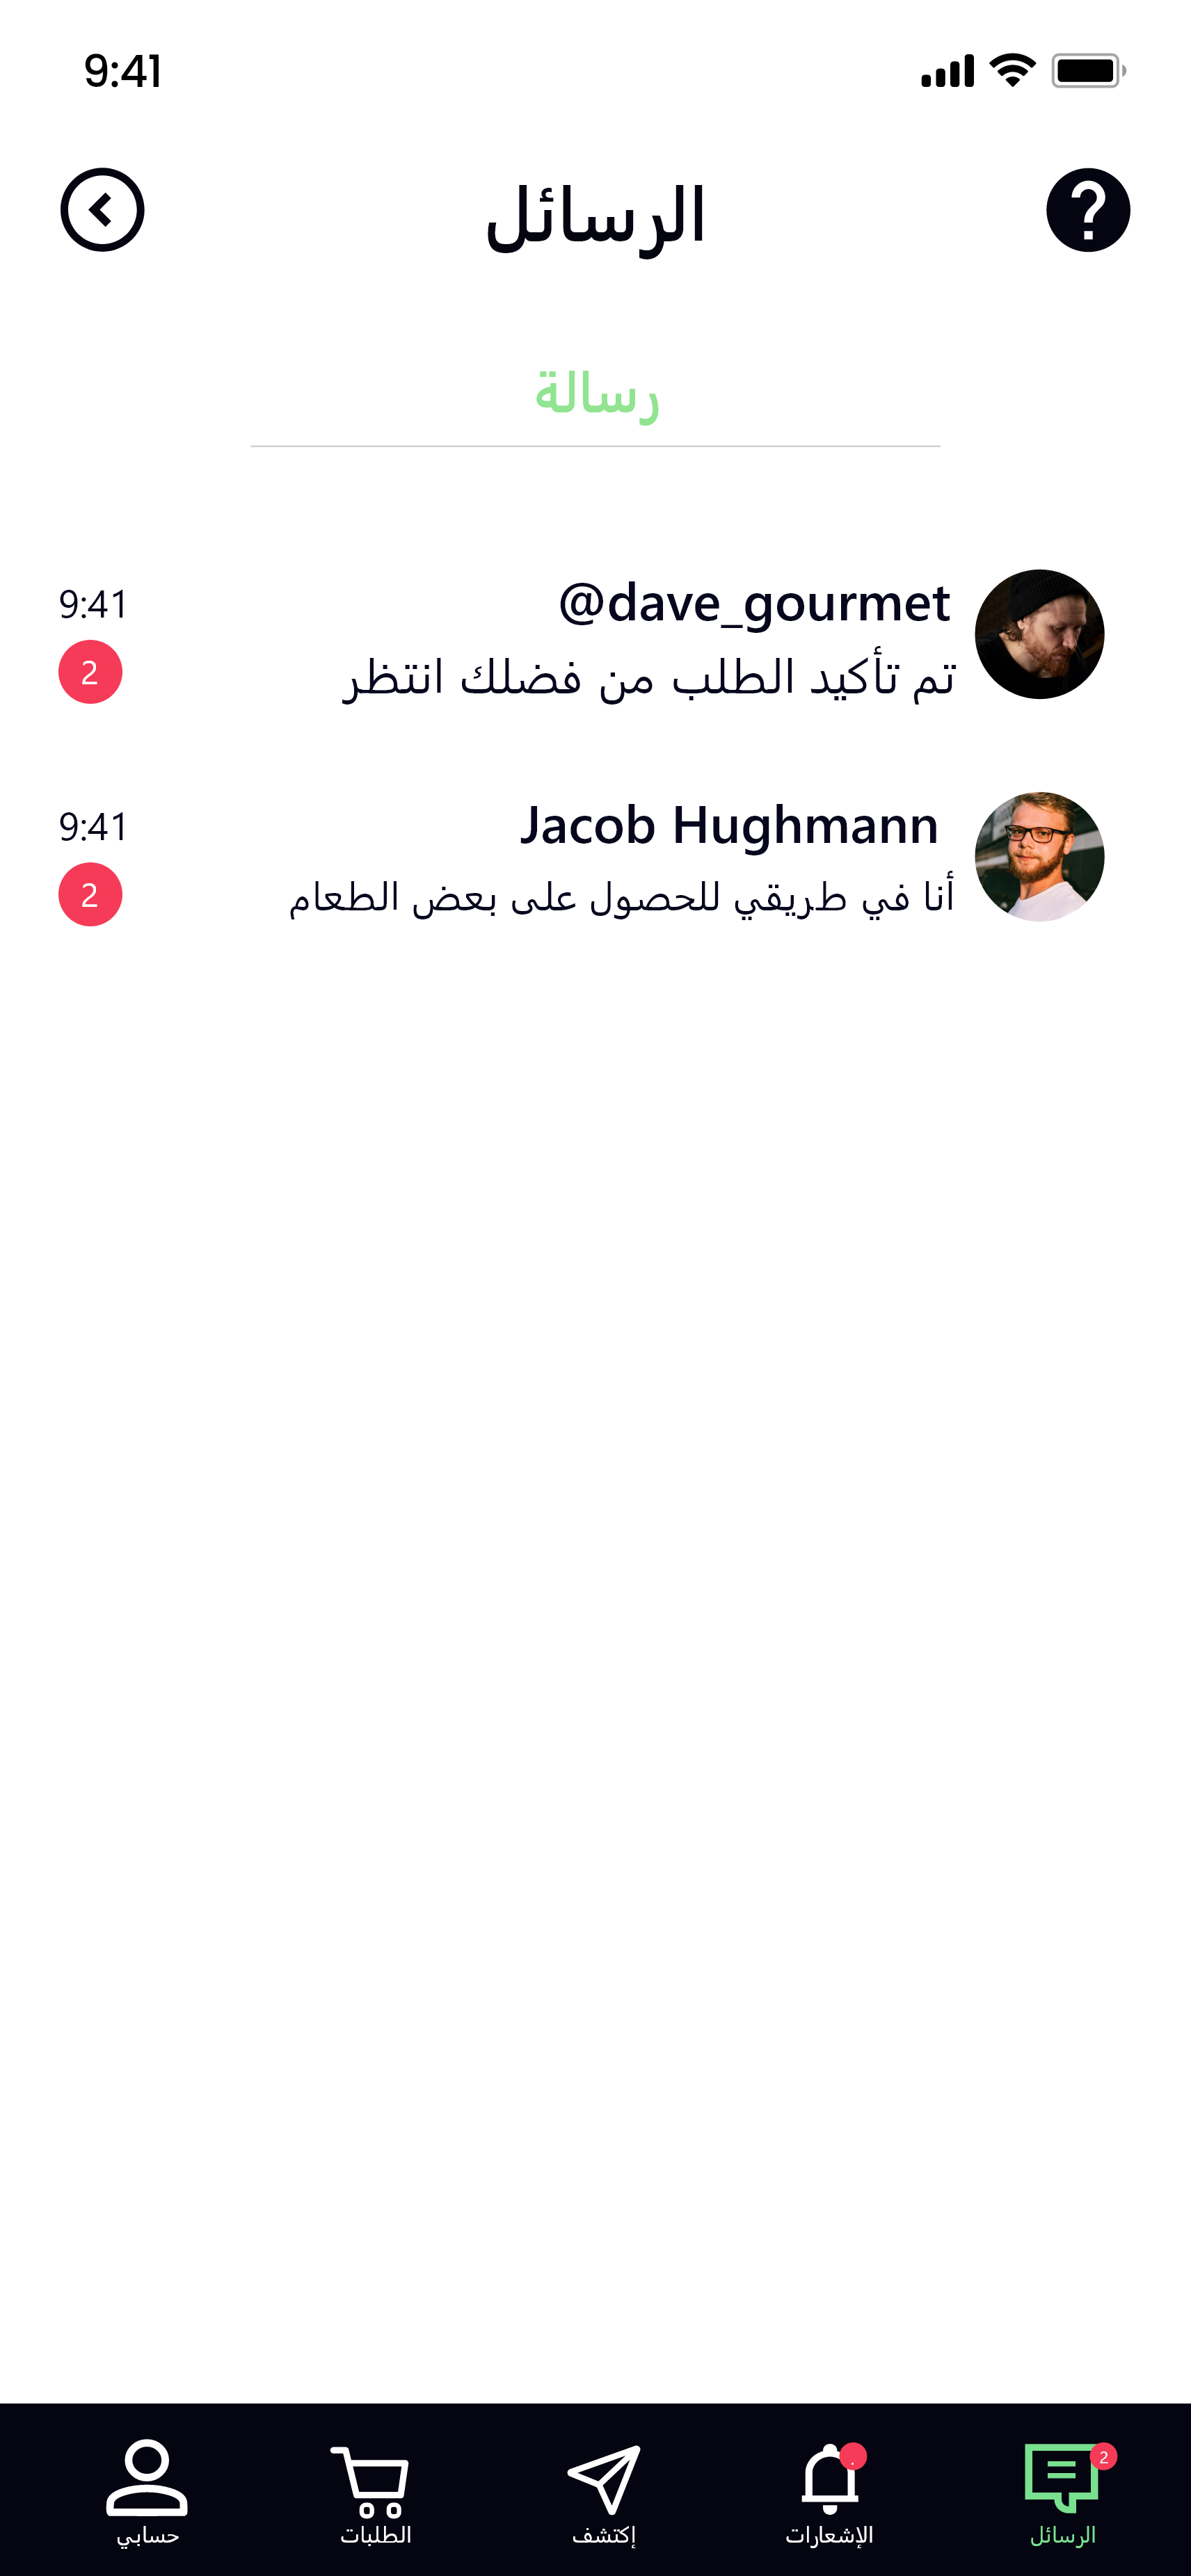 9:41
الرسائل
رسالة
@dave_gourmet
9:41
تم تأكيد الطلب من فضلك انتظر
2
Jacob Hughmann
9:41
أنا في طريقي للحصول على بعض الطعام
2
2
.
الرسائل
الإشعارات
إكتشف
الطلبات
حسابي